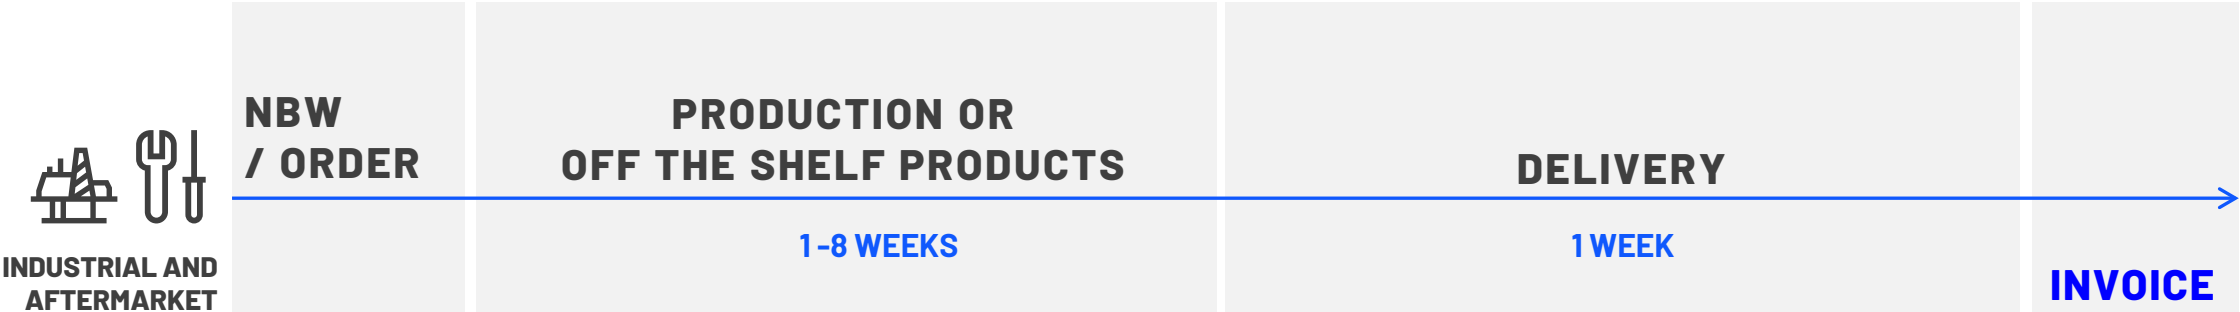 NBW
/ ORDER
PRODUCTION OR
OFF THE SHELF PRODUCTS
DELIVERY
1-8 WEEKS
1 WEEK
INDUSTRIAL AND
AFTERMARKET
INVOICE